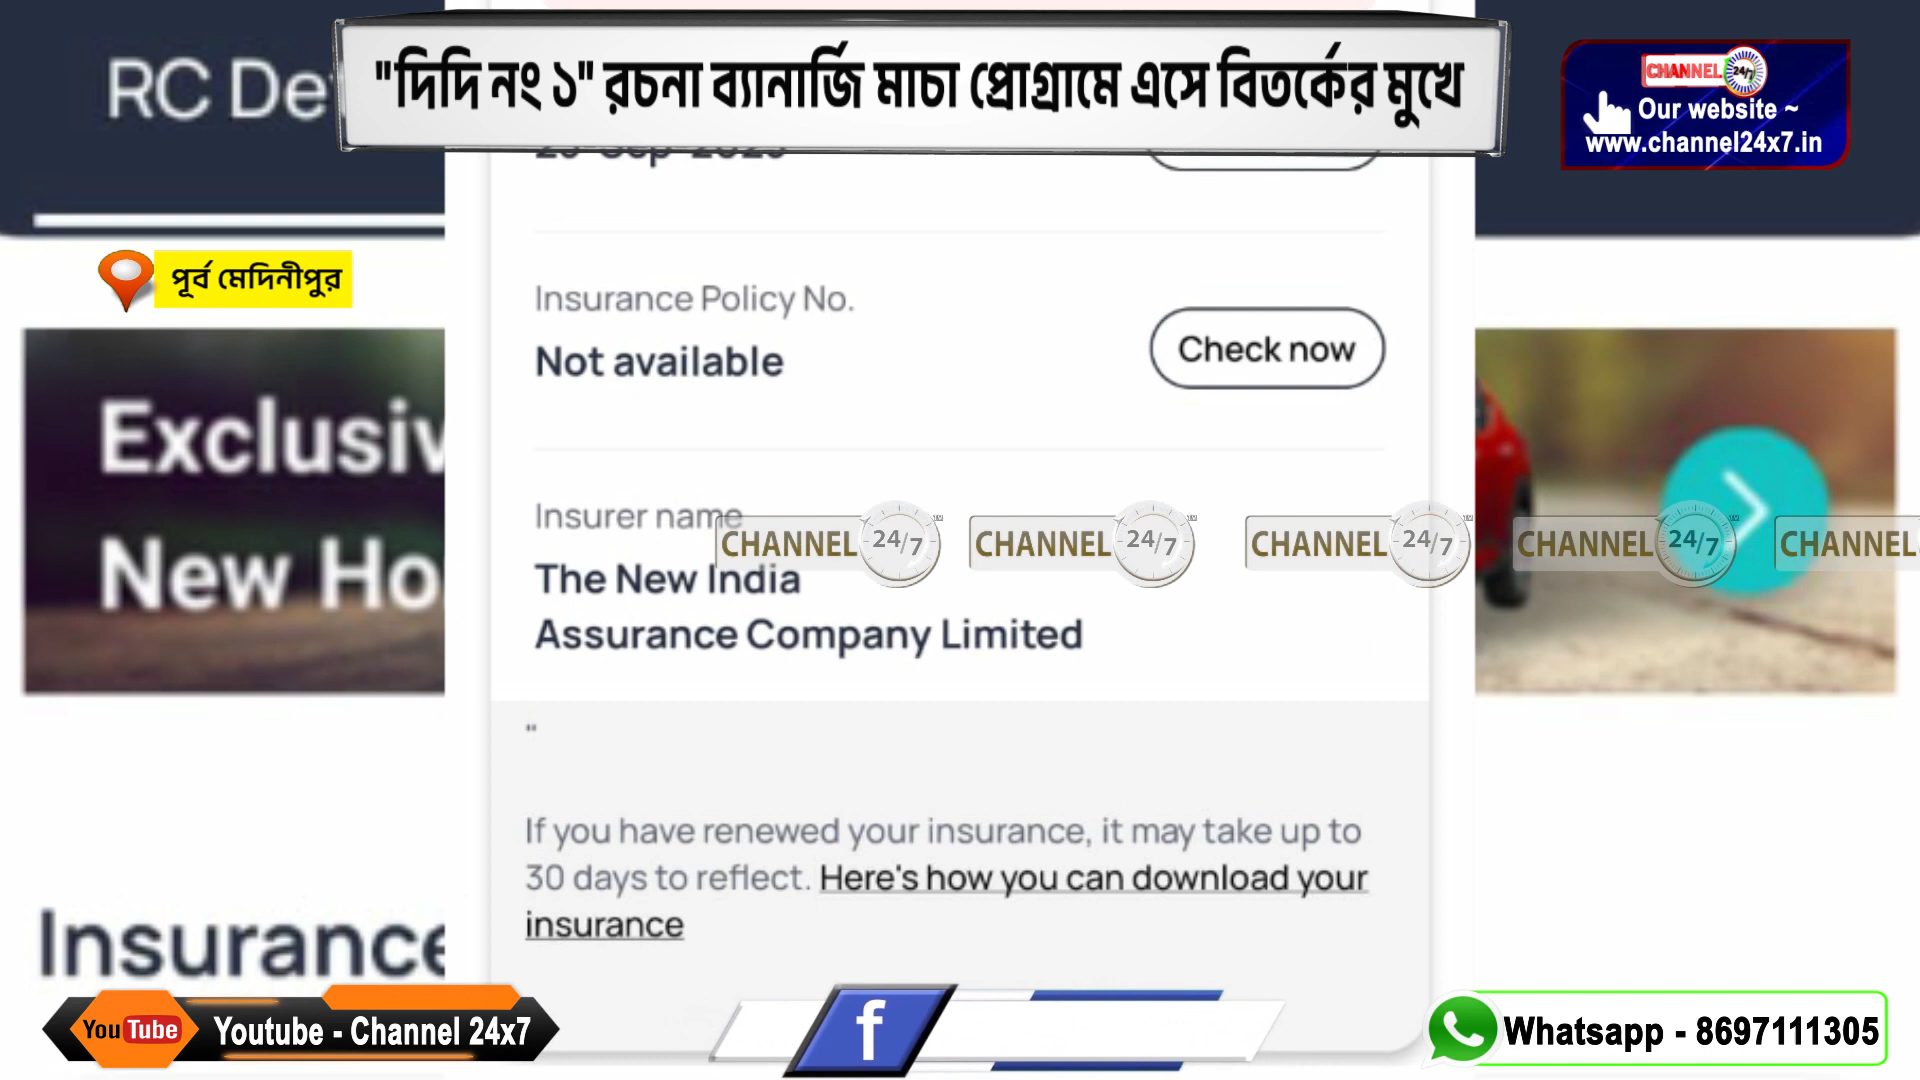 "দিদি নং ১" রচনা ব্যানার্জি মাচা প্রোগ্রামে এসে বিতর্কের মুখে
CHANNEL 24/7
Our website ~
www.channel24x7.in
RC De
পূর্ব মেদিনীপুর
Insurance Policy No.
Not available
Check now
Exclusiv
New Ho
Insurer name
The New India
Assurance Company Limited
CHANNEL 24/7 CHANNEL 24/7 CHANNEL 24/7 CHANNEL 24/7 CHANNEL
"
If you have renewed your insurance, it may take up to
30 days to reflect. Here's how you can download your
insurance
Insurance
YouTube Youtube - Channel 24x7
f
Whatsapp - 8697111305